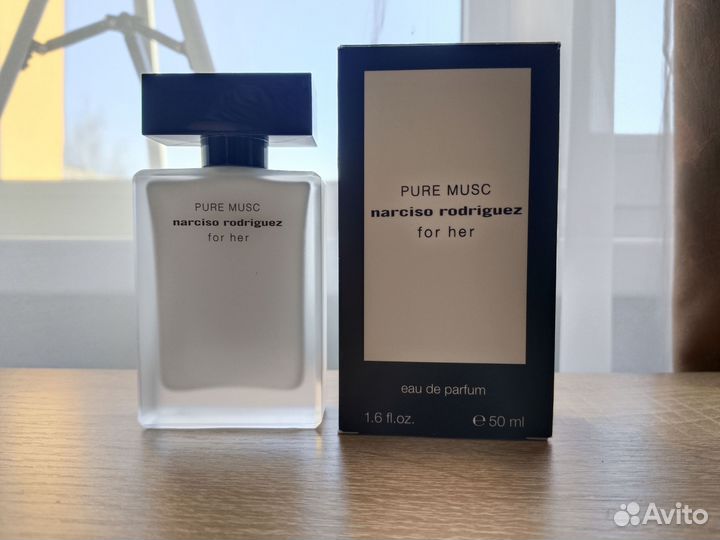 PURE MUSC
narciso rodriguez
for her
PURE MUSC
narciso rodriguez
for her
eau de parfum
1.6 fl.oz. ℮ 50 ml
Avito